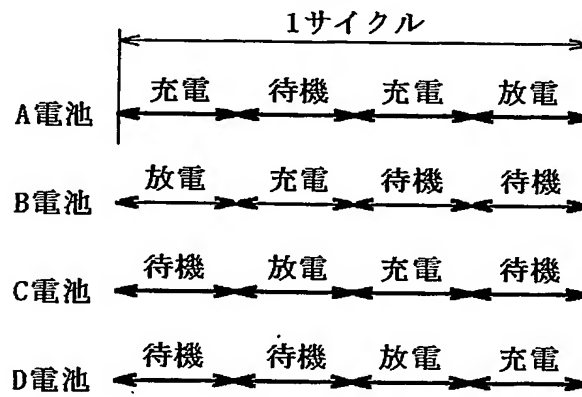 1サイクル
充電 待機 充電 放電
A電池
放電 充電 待機 待機
B電池
待機 放電 充電 待機
C電池
待機 待機 放電 充電
D電池